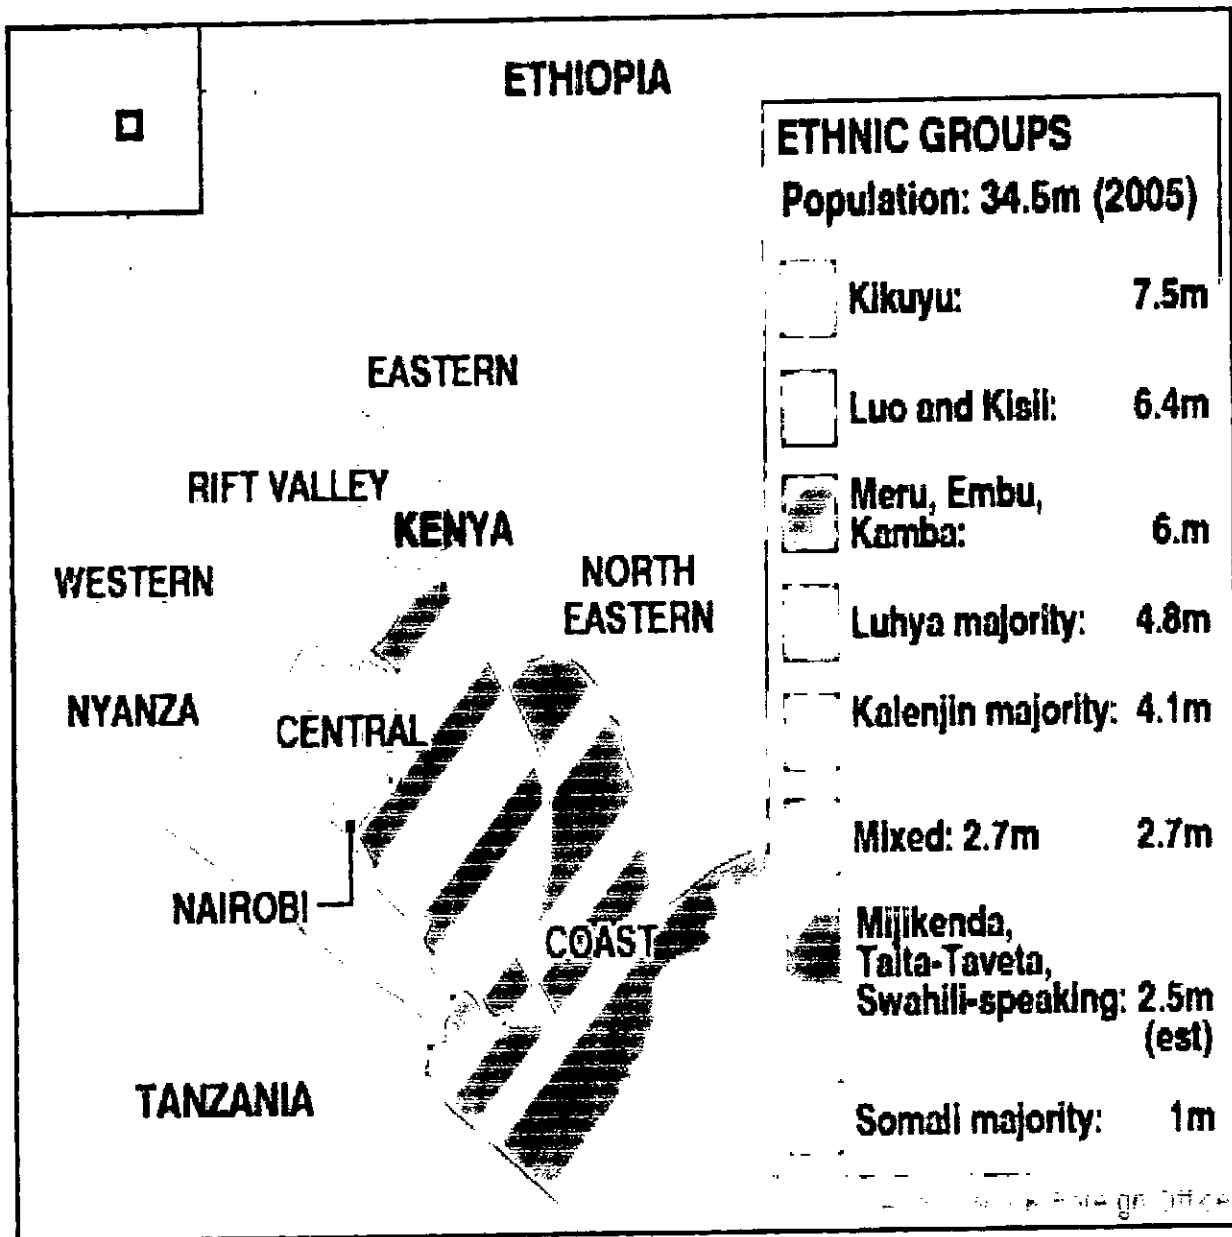 ETHIOPIA
ETHNIC GROUPS
Population: 34.5m (2005)
Kikuyu: 7.5m
Luo and Kisii: 6.4m
Meru, Embu,
Kamba: 6.m
Luhya majority: 4.8m
Kalenjin majority: 4.1m
Mixed: 2.7m 2.7m
Mijikenda,
Taita-Taveta,
Swahili-speaking: 2.5m
(est)
Somali majority: 1m
EASTERN
RIFT VALLEY
KENYA
WESTERN
NORTH
EASTERN
NYANZA
CENTRAL
NAIROBI
COAST
TANZANIA
Office